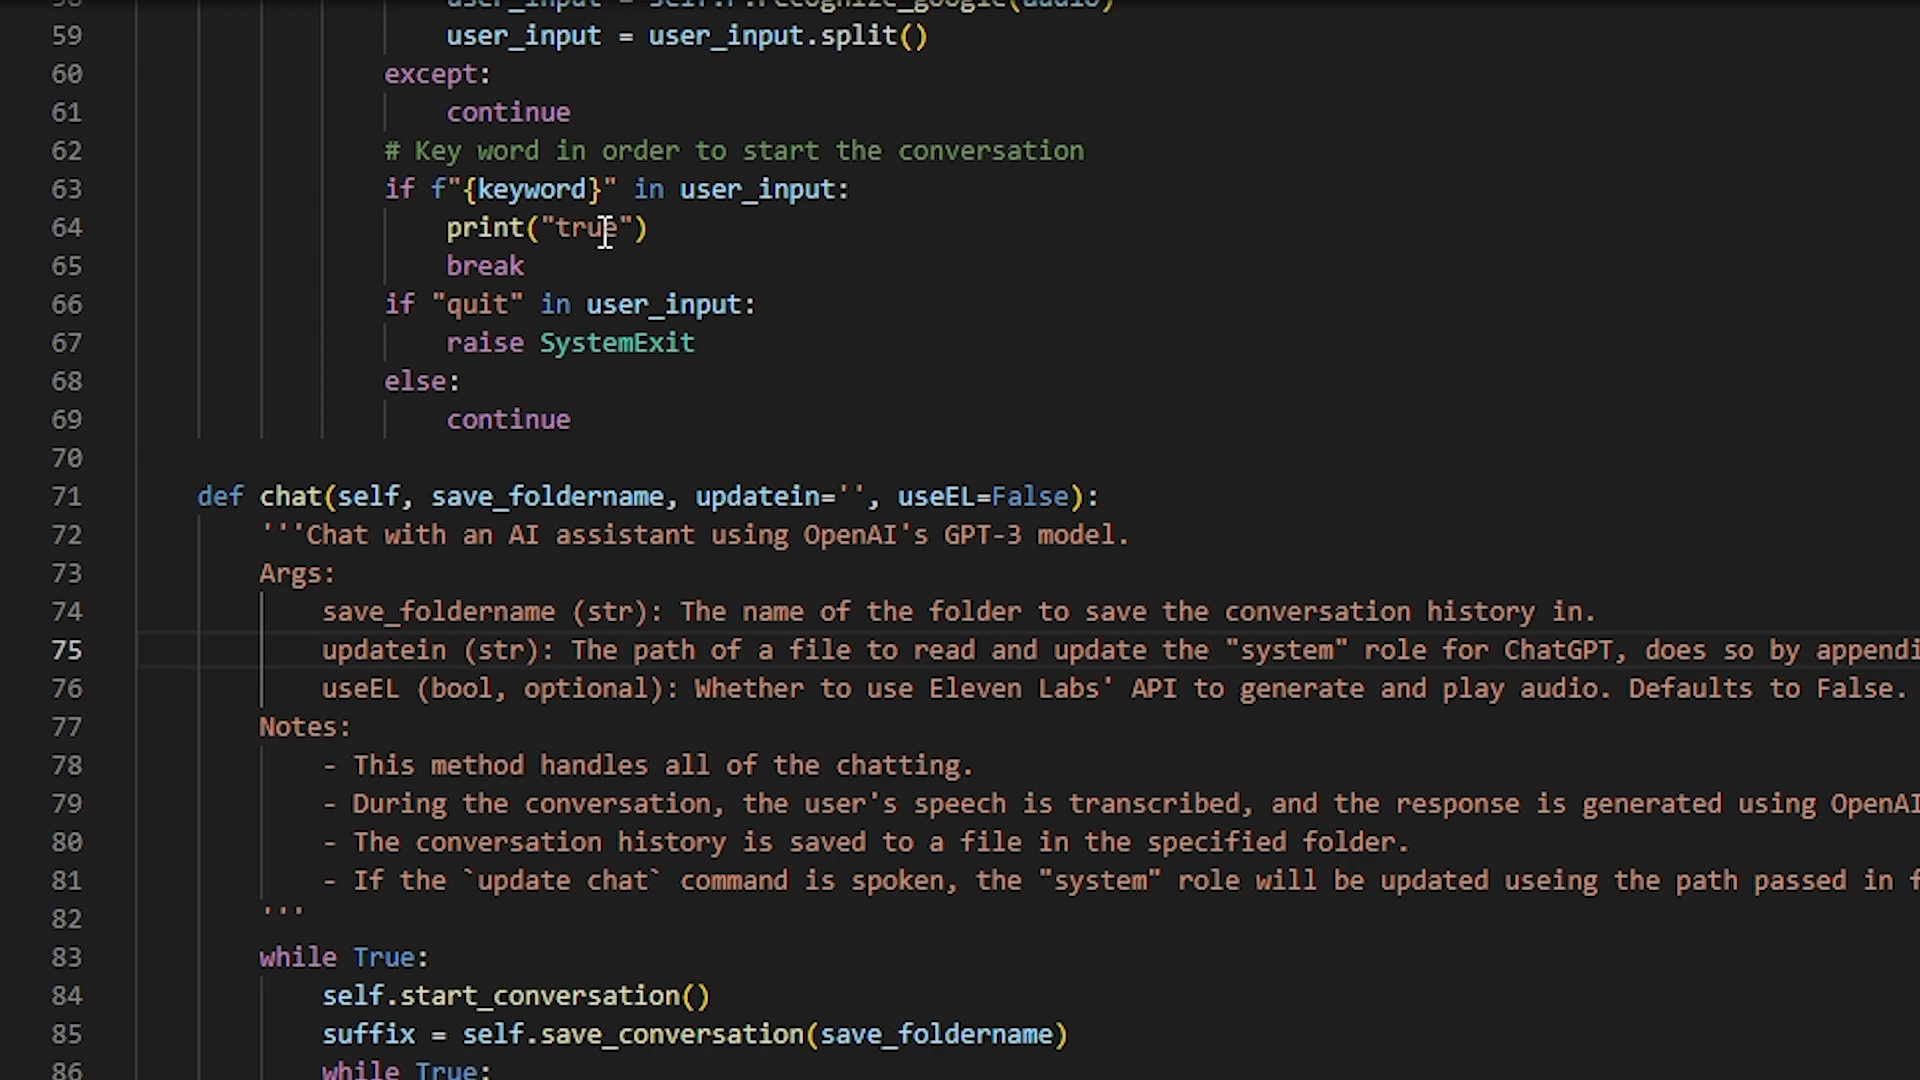 58 user_input = self.r.recognize_google(audio)
59 user_input = user_input.split()
60 except:
61 continue
62 # Key word in order to start the conversation
63 if f"{keyword}" in user_input:
64 print("true")
65 break
66 if "quit" in user_input:
67 raise SystemExit
68 else:
69 continue
70
71 def chat(self, save_foldername, updatein='', useEL=False):
72 '''Chat with an AI assistant using OpenAI's GPT-3 model.
73 Args:
74 save_foldername (str): The name of the folder to save the conversation history in.
75 updatein (str): The path of a file to read and update the "system" role for ChatGPT, does so by appendi
76 useEL (bool, optional): Whether to use Eleven Labs' API to generate and play audio. Defaults to False.
77 Notes:
78 - This method handles all of the chatting.
79 - During the conversation, the user's speech is transcribed, and the response is generated using OpenAI
80 - The conversation history is saved to a file in the specified folder.
81 - If the `update chat` command is spoken, the "system" role will be updated useing the path passed in f
82 '''
83 while True:
84 self.start_conversation()
85 suffix = self.save_conversation(save_foldername)
86 while True: